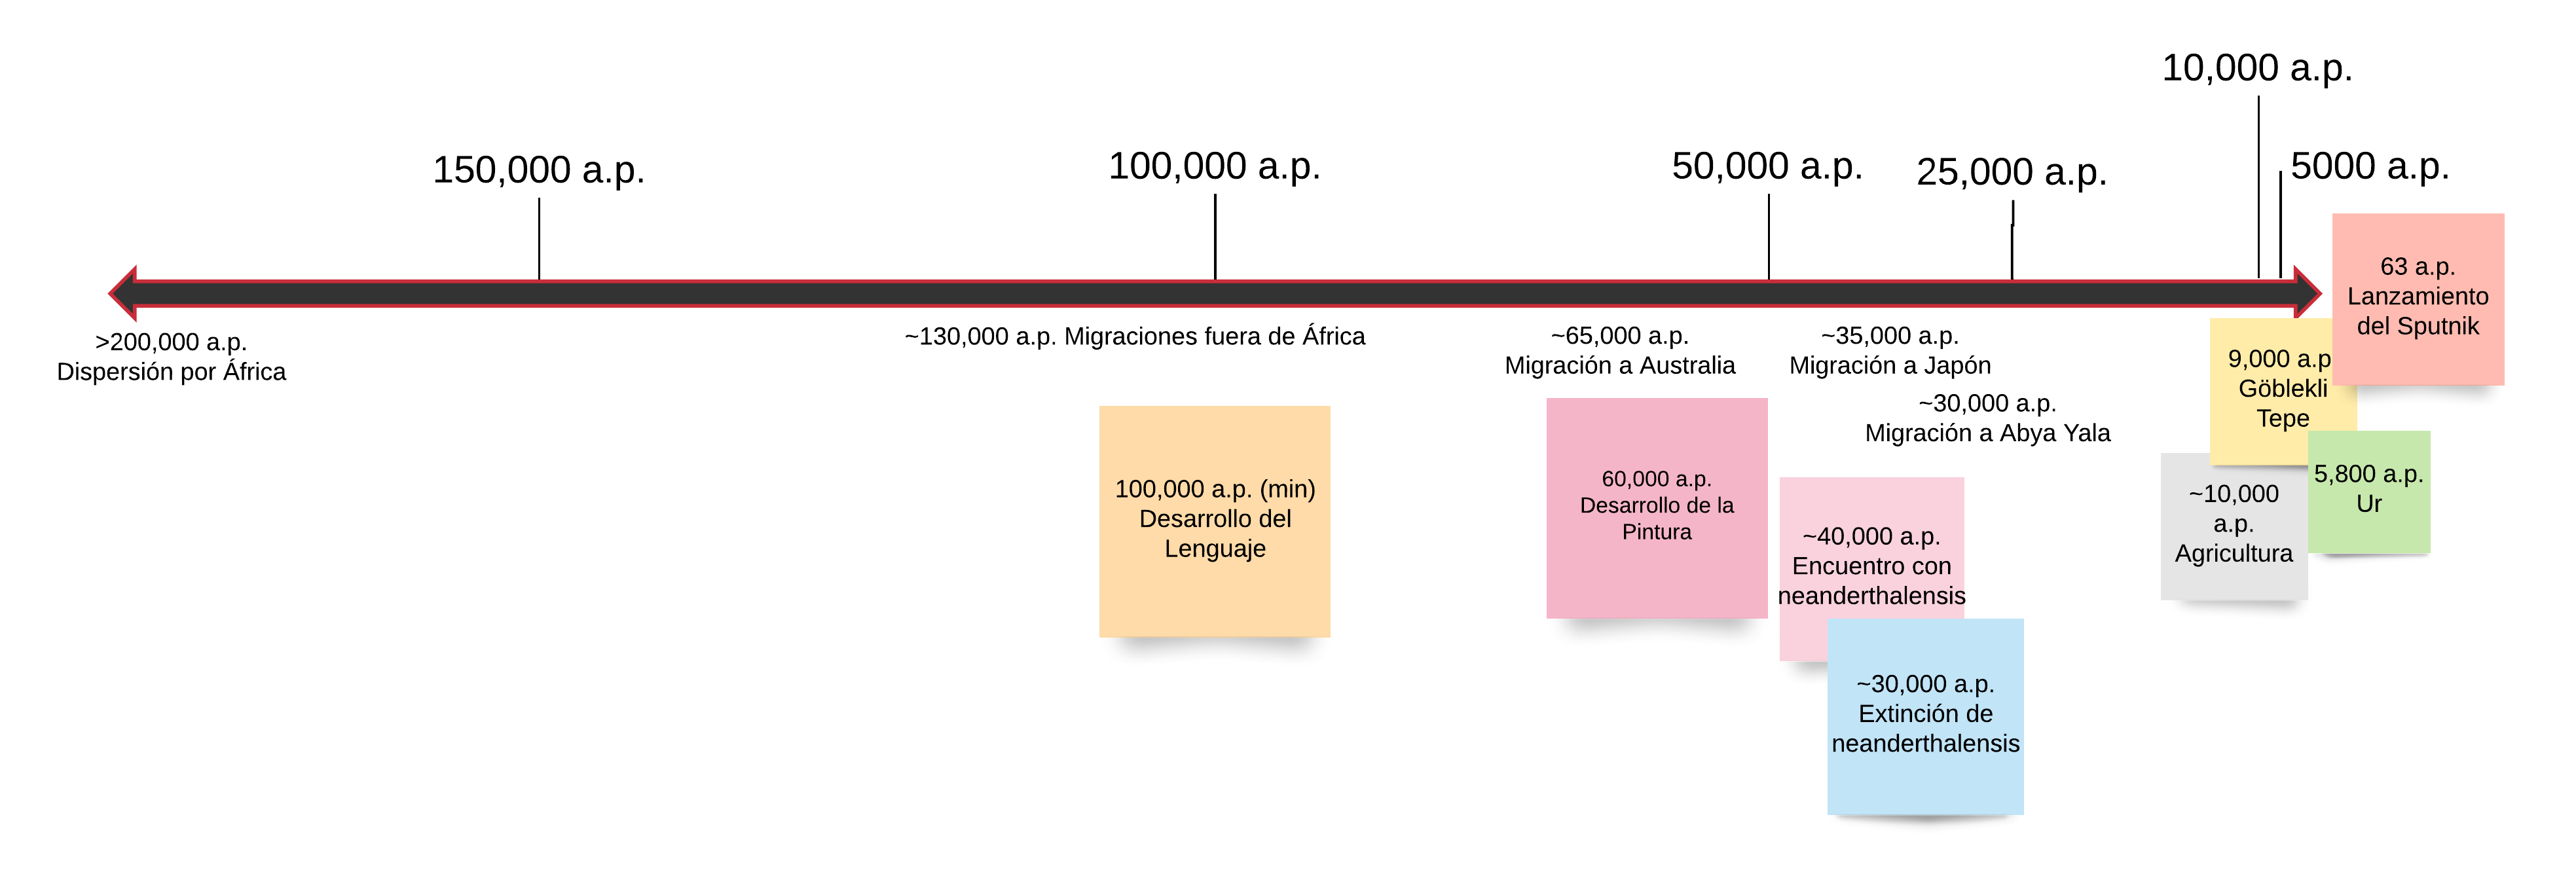 10,000 a.p.
150,000 a.p.
100,000 a.p.
50,000 a.p.
25,000 a.p.
5000 a.p.
>200,000 a.p.
Dispersión por África
~130,000 a.p. Migraciones fuera de África
~65,000 a.p.
Migración a Australia
~35,000 a.p.
Migración a Japón
~30,000 a.p.
Migración a Abya Yala
63 a.p.
Lanzamiento
del Sputnik
9,000 a.p
Göblekli
Tepe
5,800 a.p.
Ur
~10,000
a.p.
Agricultura
100,000 a.p. (min)
Desarrollo del
Lenguaje
60,000 a.p.
Desarrollo de la
Pintura
~40,000 a.p.
Encuentro con
neanderthalensis
~30,000 a.p.
Extinción de
neanderthalensis